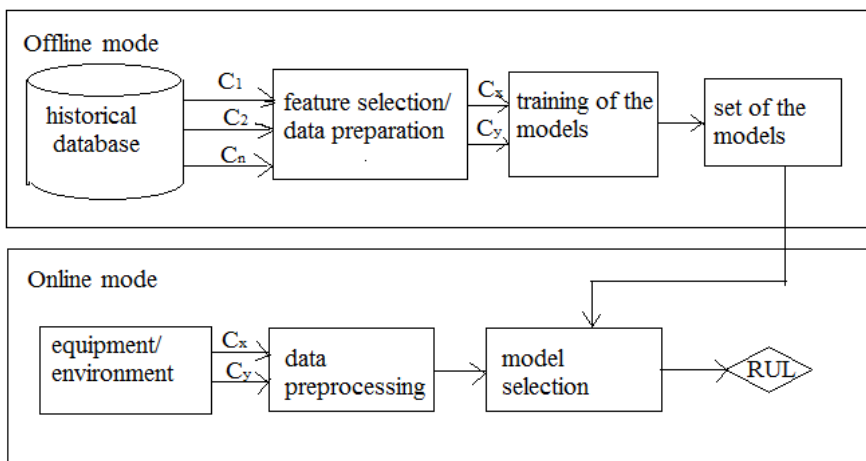 Offline mode
historical
database
C1
C2
Cn
feature selection/
data preparation
Cx
Cy
training of the
models
set of the
models
Online mode
equipment/
environment
Cx
Cy
data
preprocessing
model
selection
RUL